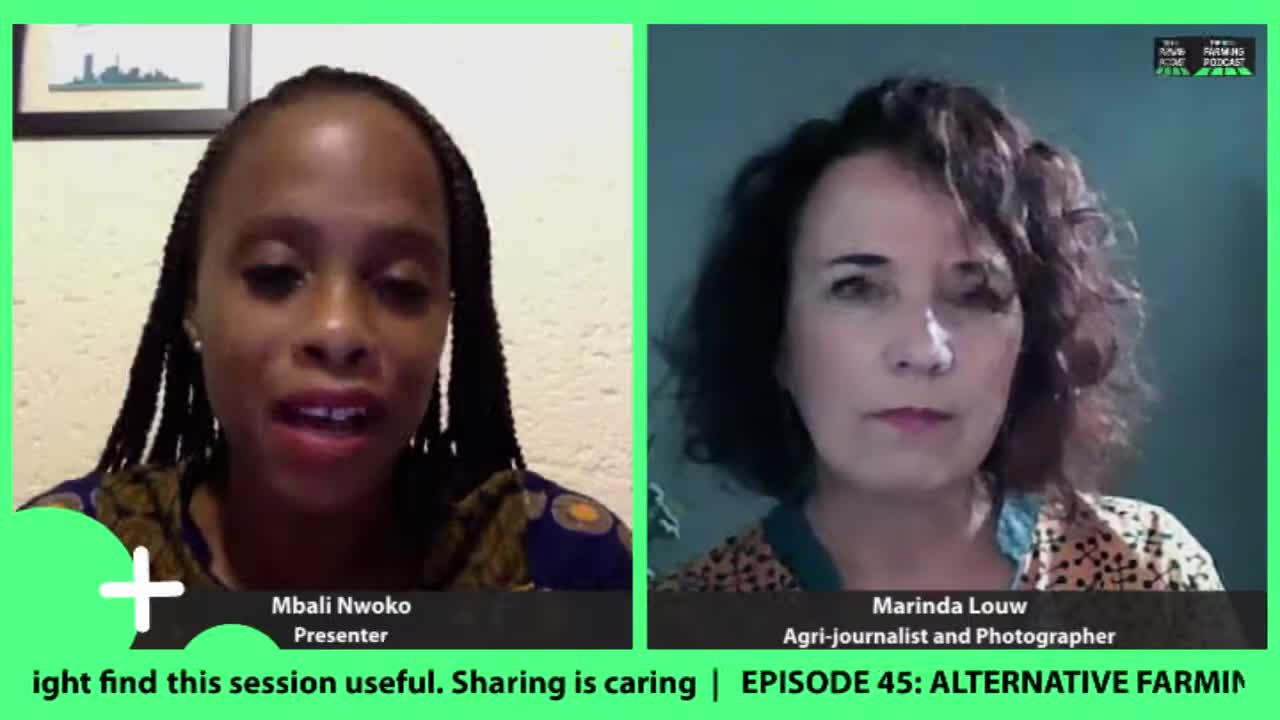 FARMING
PODCAST
Mbali Nwoko
Presenter
Marinda Louw
Agri-journalist and Photographer
ight find this session useful. Sharing is caring | EPISODE 45: ALTERNATIVE FARMIN